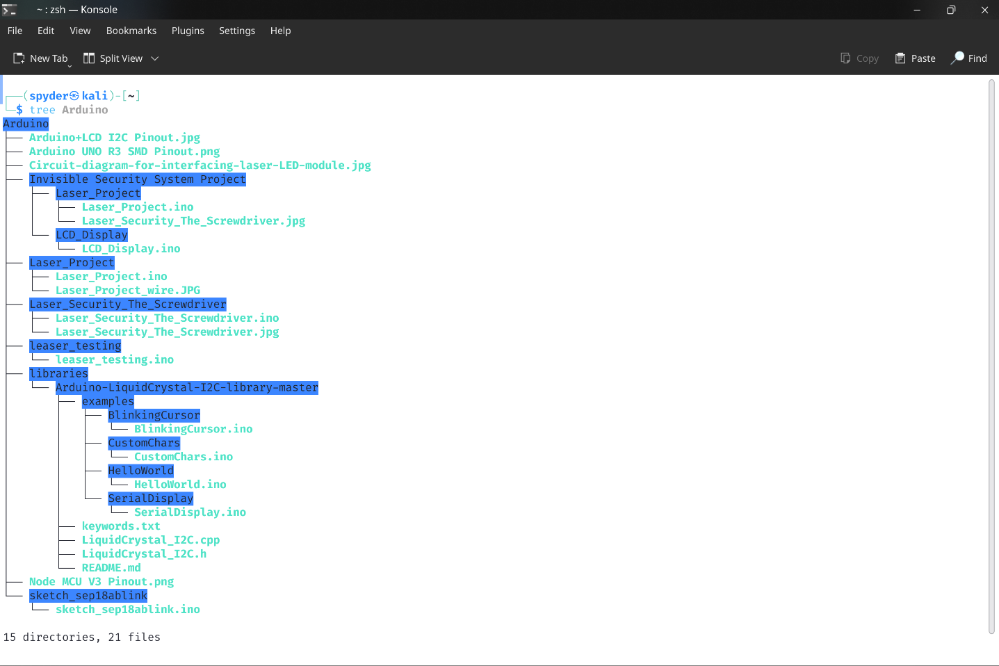 ~ : zsh — Konsole
File Edit View Bookmarks Plugins Settings Help
New Tab Split View Copy Paste Find
┌──(spyder㉿kali)-[~]
└─$ tree Arduino
Arduino
├── Arduino+LCD I2C Pinout.jpg
├── Arduino UNO R3 SMD Pinout.png
├── Circuit-diagram-for-interfacing-laser-LED-module.jpg
├── Invisible Security System Project
│   ├── Laser_Project
│   │   ├── Laser_Project.ino
│   │   └── Laser_Security_The_Screwdriver.jpg
│   └── LCD_Display
│       └── LCD_Display.ino
├── Laser_Project
│   ├── Laser_Project.ino
│   └── Laser_Project_wire.JPG
├── Laser_Security_The_Screwdriver
│   ├── Laser_Security_The_Screwdriver.ino
│   └── Laser_Security_The_Screwdriver.jpg
├── leaser_testing
│   └── leaser_testing.ino
├── libraries
│   └── Arduino-LiquidCrystal-I2C-library-master
│       ├── examples
│       │   ├── BlinkingCursor
│       │   │   └── BlinkingCursor.ino
│       │   ├── CustomChars
│       │   │   └── CustomChars.ino
│       │   ├── HelloWorld
│       │   │   └── HelloWorld.ino
│       │   └── SerialDisplay
│       │       └── SerialDisplay.ino
│       ├── keywords.txt
│       ├── LiquidCrystal_I2C.cpp
│       ├── LiquidCrystal_I2C.h
│       └── README.md
├── Node MCU V3 Pinout.png
└── sketch_sep18ablink
    └── sketch_sep18ablink.ino
15 directories, 21 files